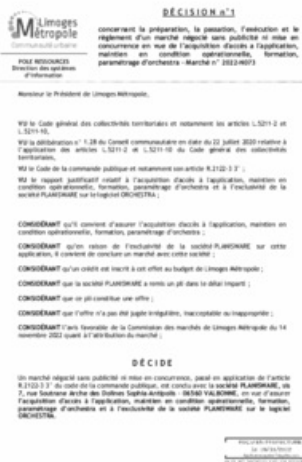 Limoges
Métropole
Communauté urbaine
POLE RESSOURCES
Direction des systèmes
d'information
DÉCISION n°1
concernant la préparation, la passation, l'exécution et le
règlement d'un marché négocié sans publicité ni mise en
concurrence en vue de l'acquisition d'accès à l'application,
maintien en condition opérationnelle, formation,
paramétrage d'orchestra - Marché n° 2022-N073
Monsieur le Président de Limoges Métropole,
VU le Code général des collectivités territoriales et notamment les articles L.5211-2 et
L.5211-10,
VU la délibération n° 1.28 du Conseil communautaire en date du 22 juillet 2020 relative à
l'application des articles L.5211-2 et L.5211-10 du Code général des collectivités
territoriales,
VU le Code de la commande publique et notamment son article R.2122-3 3° ;
VU le rapport justificatif relatif à l'acquisition d'accès à l'application, maintien en
condition opérationnelle, formation, paramétrage d'orchestra et à l'exclusivité de la
société PLANISWARE sur le logiciel ORCHESTRA ;
CONSIDÉRANT qu'il convient d'assurer l'acquisition d'accès à l'application, maintien en
condition opérationnelle, formation, paramétrage d'orchestra ;
CONSIDÉRANT qu'en raison de l'exclusivité de la société PLANISWARE sur cette
application, il convient de conclure un marché avec cette société ;
CONSIDÉRANT qu'un crédit est inscrit à cet effet au budget de Limoges Métropole ;
CONSIDÉRANT que la société PLANISWARE a remis un pli dans le délai imparti ;
CONSIDÉRANT que ce pli constitue une offre ;
CONSIDÉRANT que l'offre n'a pas été jugée irrégulière, inacceptable ou inappropriée ;
CONSIDÉRANT l'avis favorable de la Commission des marchés de Limoges Métropole du 14
novembre 2022 quant à l'attribution du marché ;
DÉCIDE
Un marché négocié sans publicité ni mise en concurrence, passé en application de l'article
R.2122-3 3° du code de la commande publique, est conclu avec la société PLANISWARE, sis
7, rue Soutrane Arche des Dolines Sophia-Antipolis - 06560 VALBONNE, en vue d'assurer
l'acquisition d'accès à l'application, maintien en condition opérationnelle, formation,
paramétrage d'orchestra et à l'exclusivité de la société PLANISWARE sur le logiciel
ORCHESTRA.